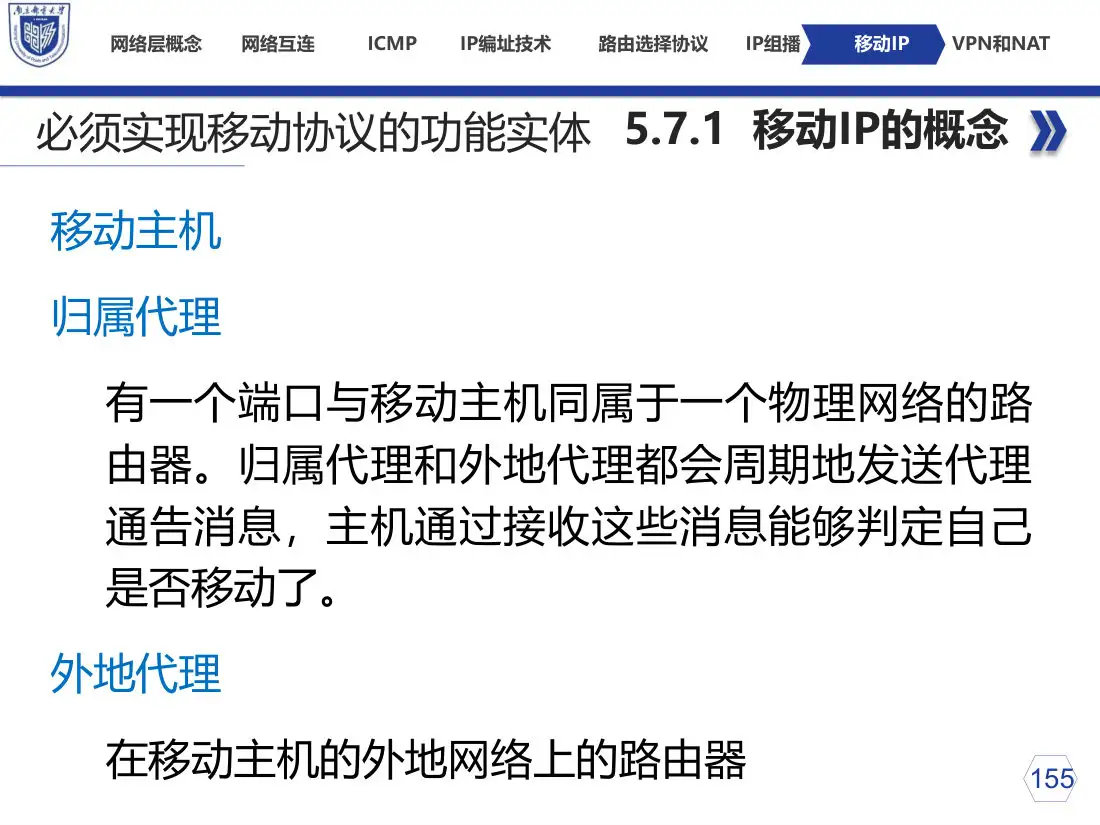 网络层概念 网络互连 ICMP IP编址技术 路由选择协议 IP组播 移动IP VPN和NAT
必须实现移动协议的功能实体 5.7.1 移动IP的概念
移动主机
归属代理
有一个端口与移动主机同属于一个物理网络的路
由器。归属代理和外地代理都会周期地发送代理
通告消息，主机通过接收这些消息能够判定自己
是否移动了。
外地代理
在移动主机的外地网络上的路由器
155